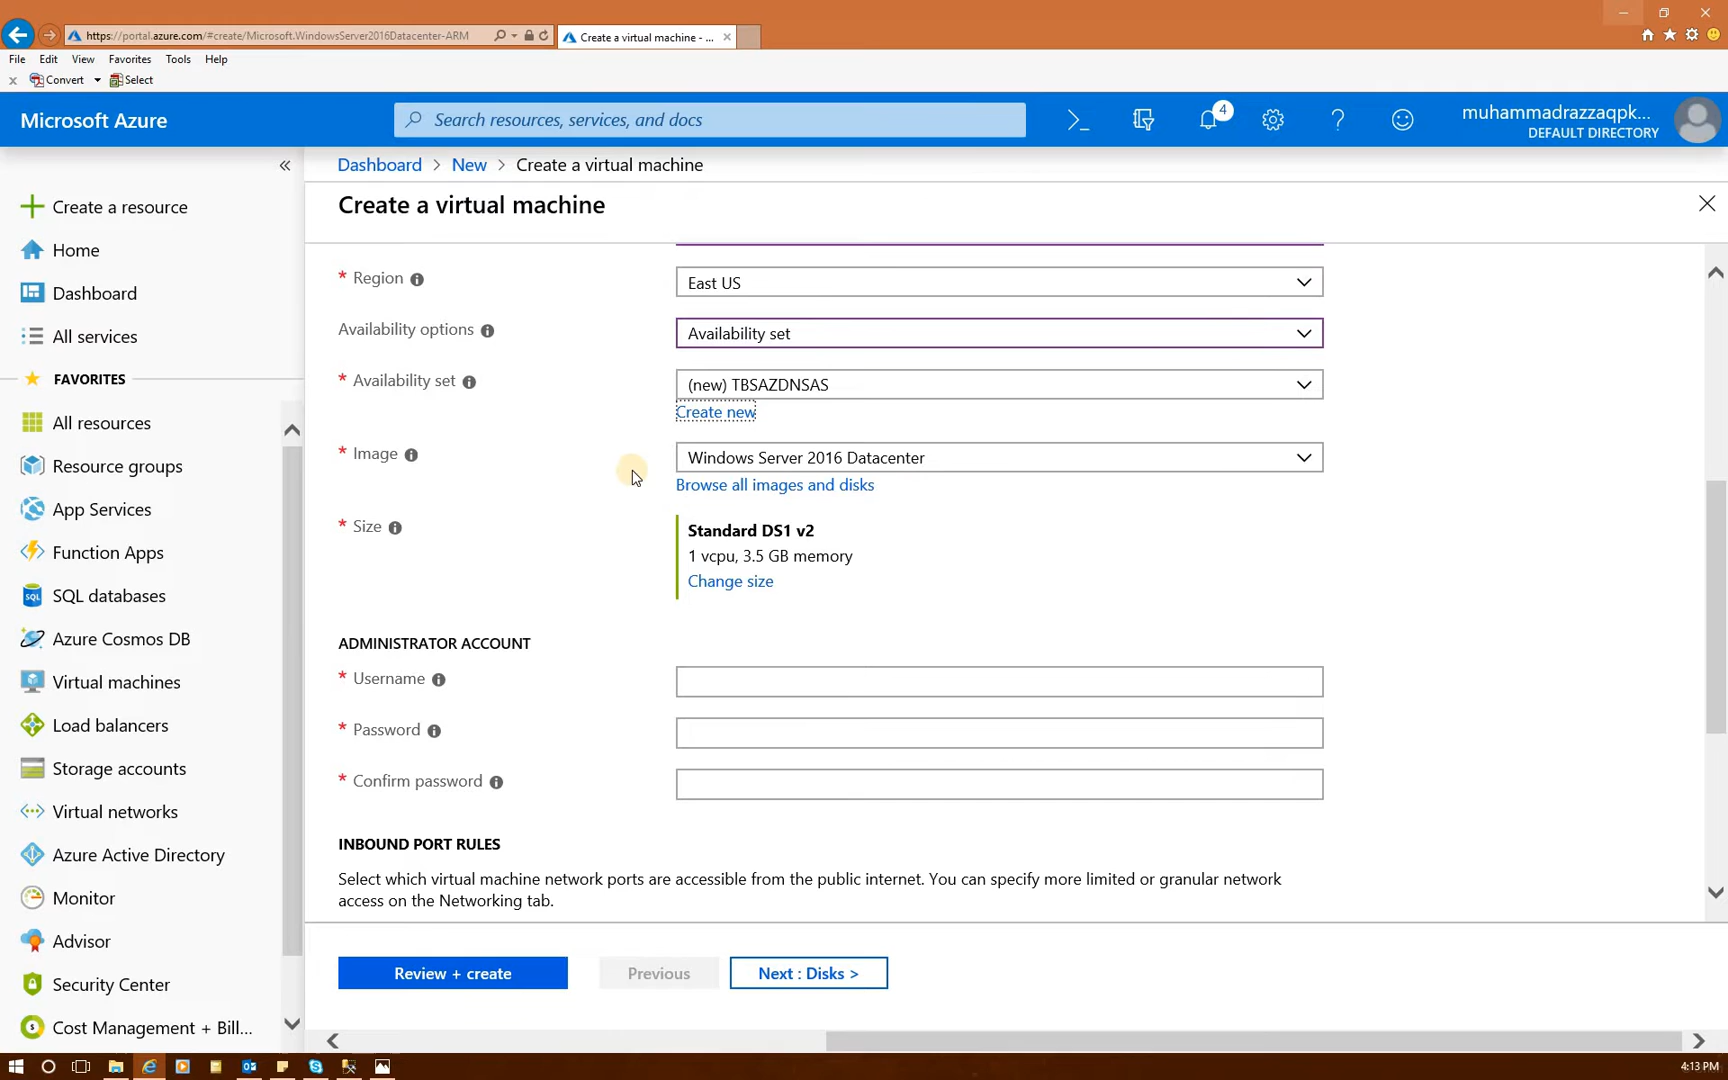 https://portal.azure.com/#create/Microsoft.WindowsServer2016Datacenter-ARM
Create a virtual machine - ...
File Edit View Favorites Tools Help
x Convert Select
Microsoft Azure
Search resources, services, and docs
4
muhammadrazzaqpk...
DEFAULT DIRECTORY
Dashboard > New > Create a virtual machine
Create a virtual machine
Create a resource
Home
Dashboard
All services
FAVORITES
All resources
Resource groups
App Services
Function Apps
SQL databases
Azure Cosmos DB
Virtual machines
Load balancers
Storage accounts
Virtual networks
Azure Active Directory
Monitor
Advisor
Security Center
Cost Management + Bill...
* Region
East US
Availability options
Availability set
* Availability set
(new) TBSAZDNSAS
Create new
* Image
Windows Server 2016 Datacenter
Browse all images and disks
* Size
Standard DS1 v2
1 vcpu, 3.5 GB memory
Change size
ADMINISTRATOR ACCOUNT
* Username
* Password
* Confirm password
INBOUND PORT RULES
Select which virtual machine network ports are accessible from the public internet. You can specify more limited or granular network
access on the Networking tab.
Review + create
Previous
Next : Disks >
4:13 PM